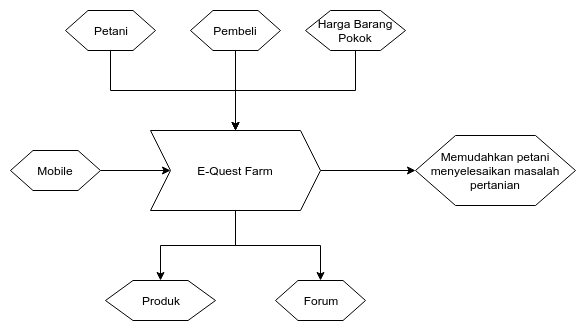 Petani
Pembeli
Harga Barang
Pokok
Mobile
E-Quest Farm
Memudahkan petani
menyelesaikan masalah
pertanian
Produk
Forum